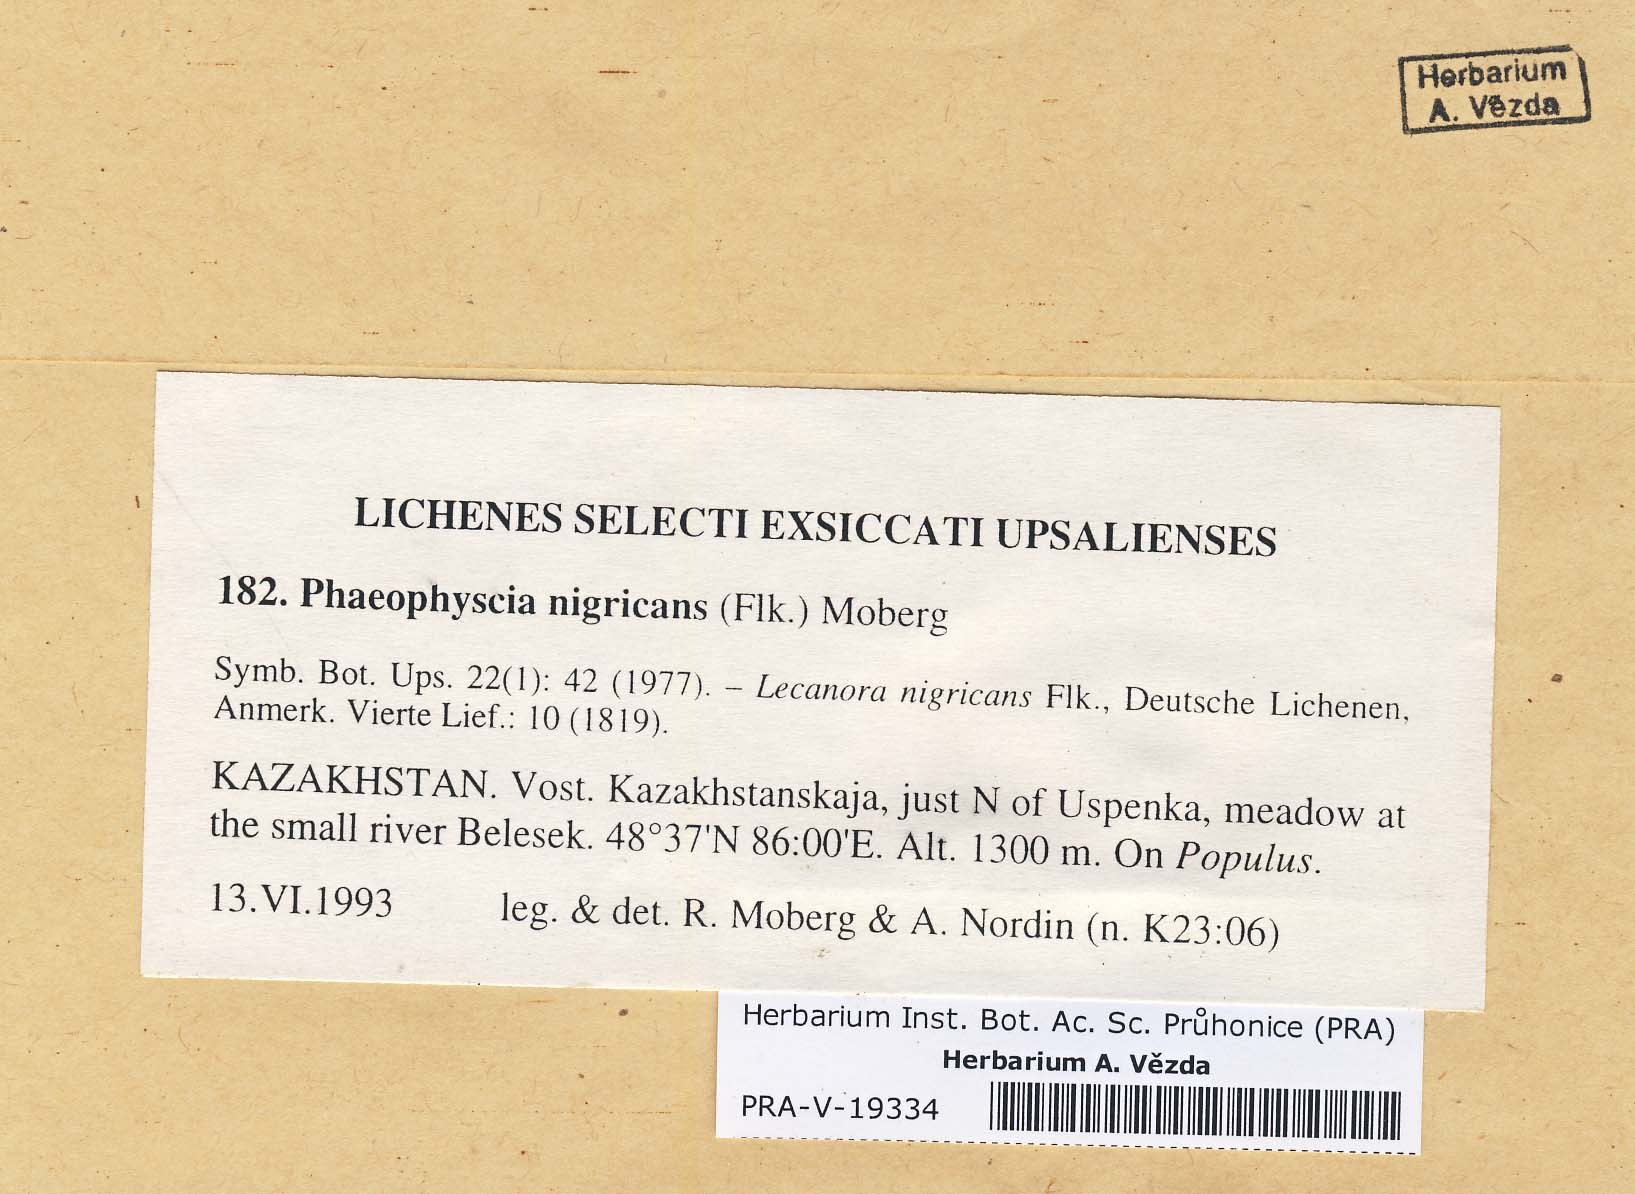 Herbarium
A. Vězda
LICHENES SELECTI EXSICCATI UPSALIENSES
182. Phaeophyscia nigricans (Flk.) Moberg
Symb. Bot. Ups. 22(1): 42 (1977). – Lecanora nigricans Flk., Deutsche Lichenen,
Anmerk. Vierte Lief.: 10 (1819).
KAZAKHSTAN. Vost. Kazakhstanskaja, just N of Uspenka, meadow at
the small river Belesek. 48°37'N 86:00'E. Alt. 1300 m. On Populus.
13.VI.1993 leg. & det. R. Moberg & A. Nordin (n. K23:06)
Herbarium Inst. Bot. Ac. Sc. Průhonice (PRA)
Herbarium A. Vězda
PRA-V-19334